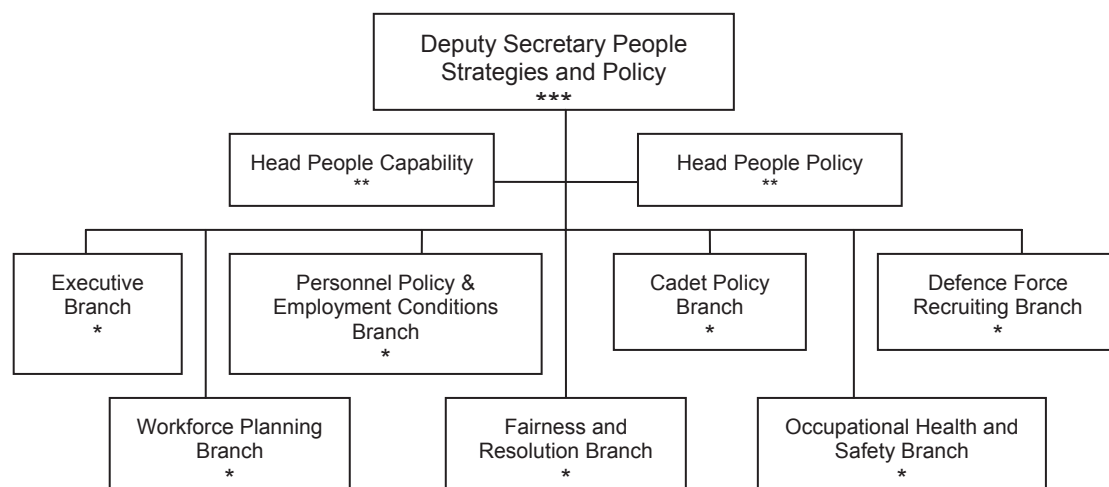 Deputy Secretary People
Strategies and Policy
***
Head People Capability
**
Head People Policy
**
Executive
Branch
*
Personnel Policy &
Employment Conditions
Branch
*
Cadet Policy
Branch
*
Defence Force
Recruiting Branch
*
Workforce Planning
Branch
*
Fairness and
Resolution Branch
*
Occupational Health and
Safety Branch
*